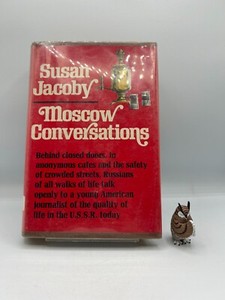 Susan
Jacoby
Moscow
Conversations
Behind closed doors, in
anonymous cafes and the safety
of crowded streets, Russians
of all walks of life talk
openly to a young American
journalist of the quality of
life in the U.S.S.R. today